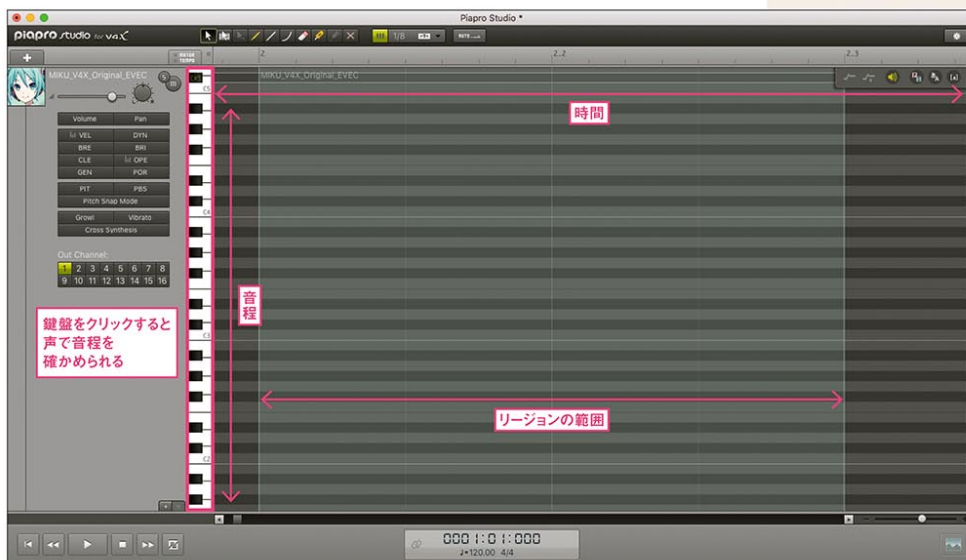 Piapro Studio *
piapro studio for V4X
1/8
METER
TEMPO
2
2.2
2.3
MIKU_V4X_Original_EVEC
S
m
MIKU_V4X_Original_EVEC
C5
時間
Volume Pan
VEL DYN
BRE BRI
CLE OPE
GEN POR
PIT PBS
Pitch Snap Mode
Growl Vibrato
Cross Synthesis
C4
Out Channel:
1 2 3 4 5 6 7 8
9 10 11 12 13 14 15 16
音程
鍵盤をクリックすると
声で音程を
確かめられる
C3
リージョンの範囲
C2
0001:01:000
♩=120.00 4/4